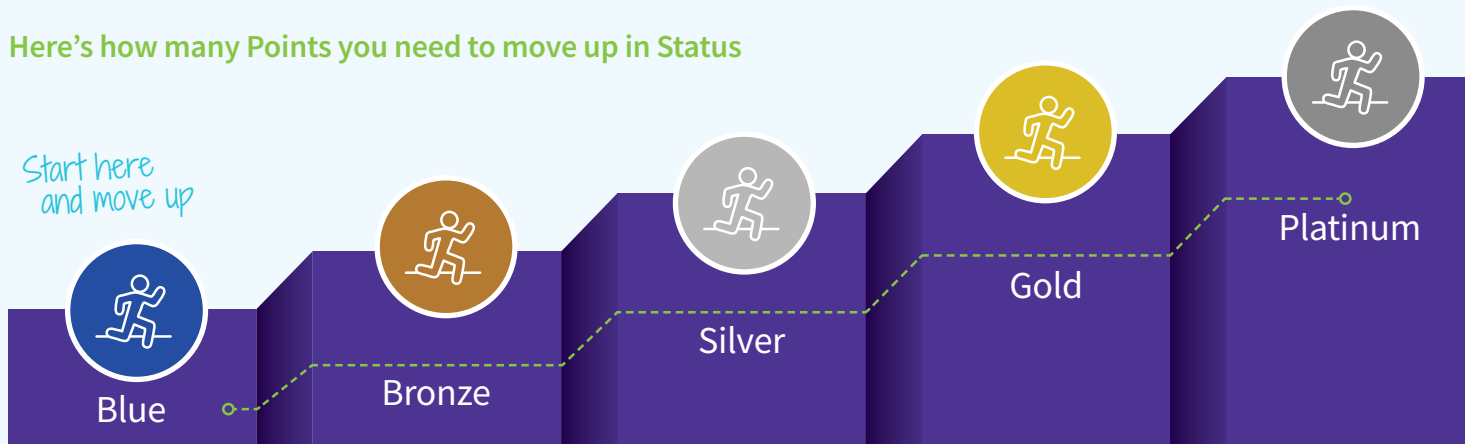 Here’s how many Points you need to move up in Status
Start here
and move up
Blue
Bronze
Silver
Gold
Platinum